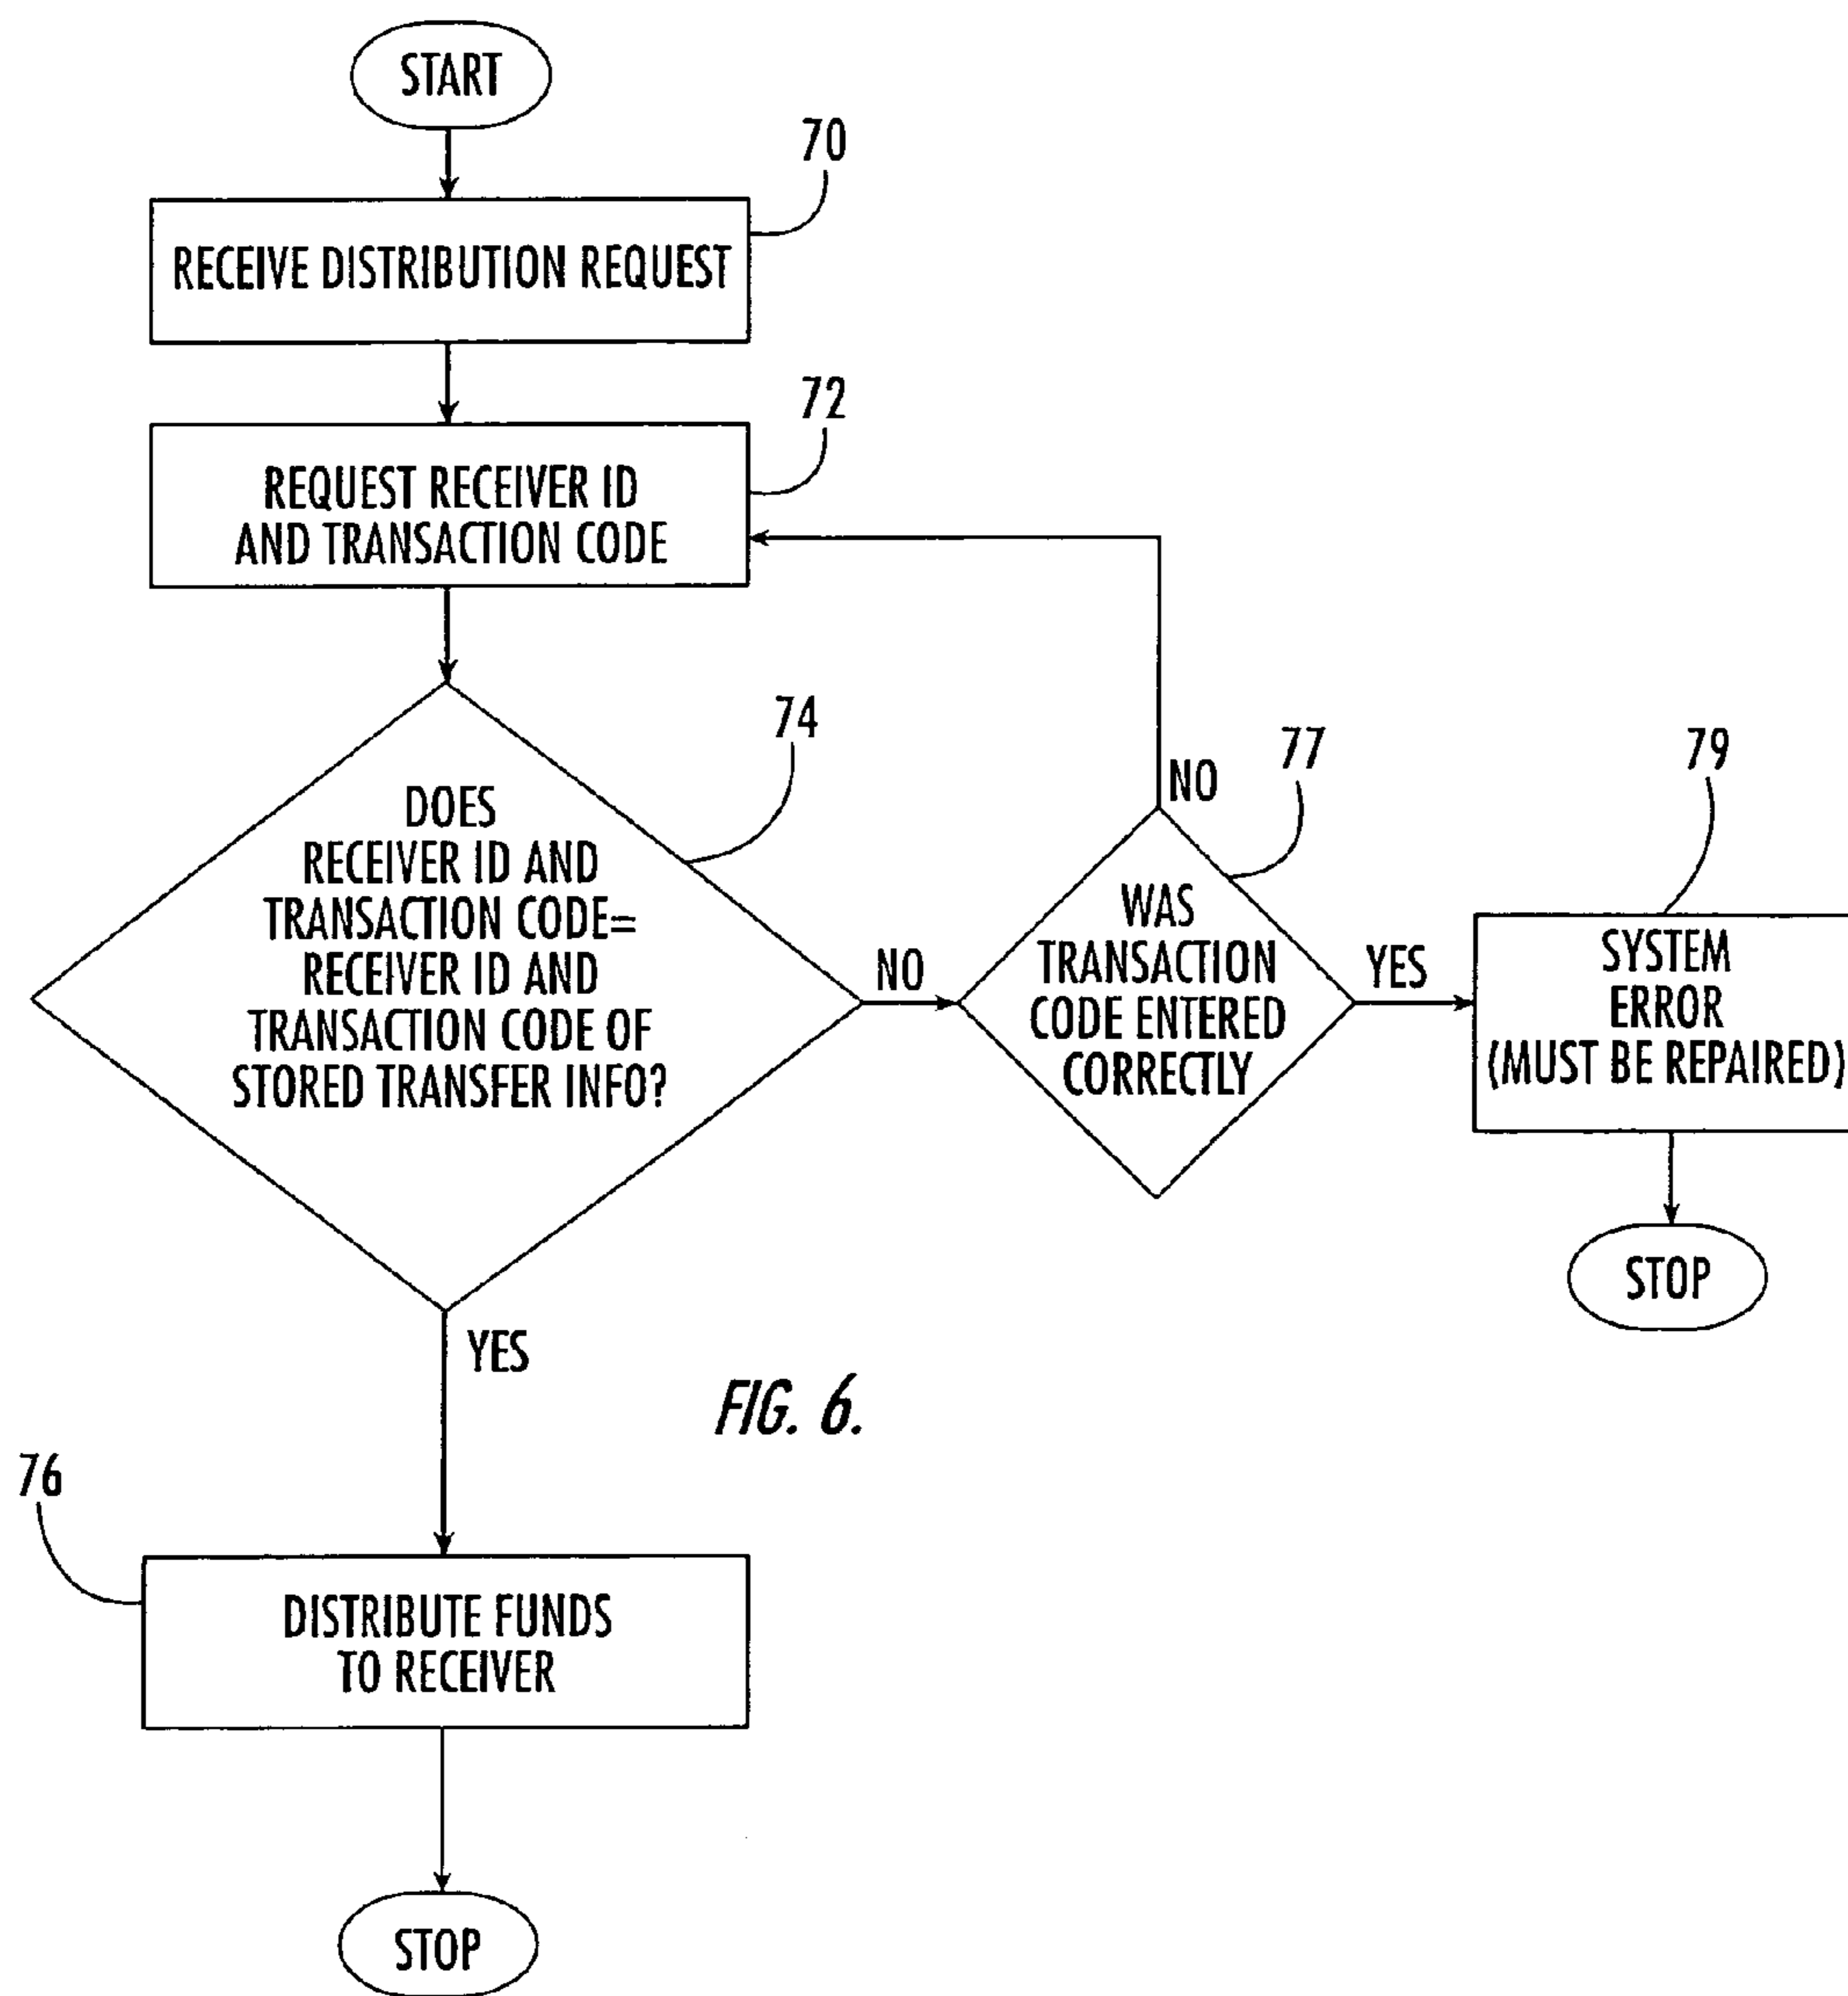 START
70
RECEIVE DISTRIBUTION REQUEST
72
REQUEST RECEIVER ID
AND TRANSACTION CODE
74
DOES
RECEIVER ID AND
TRANSACTION CODE=
RECEIVER ID AND
TRANSACTION CODE OF
STORED TRANSFER INFO?
NO
77
NO
WAS
TRANSACTION
CODE ENTERED
CORRECTLY
YES
79
SYSTEM
ERROR
(MUST BE REPAIRED)
STOP
YES
FIG. 6.
76
DISTRIBUTE FUNDS
TO RECEIVER
STOP